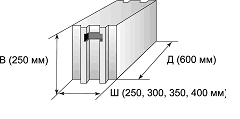 В (250 мм)
Д (600 мм)
Ш (250, 300, 350, 400 мм)